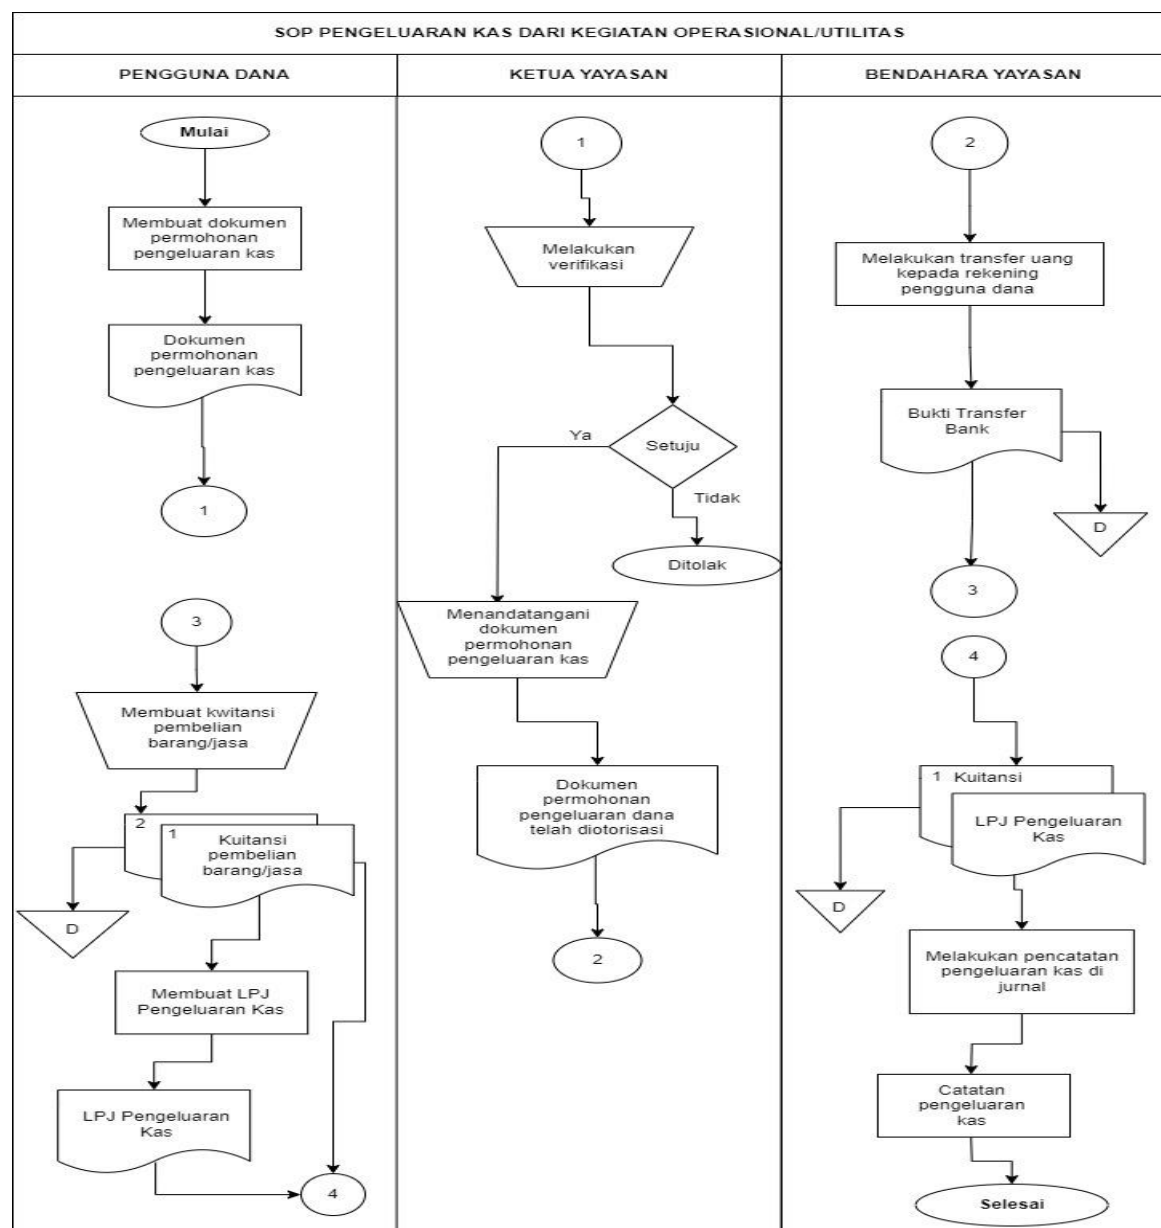 SOP PENGELUARAN KAS DARI KEGIATAN OPERASIONAL/UTILITAS
PENGGUNA DANA
KETUA YAYASAN
BENDAHARA YAYASAN
Mulai
Membuat dokumen
permohonan
pengeluaran kas
Dokumen
permohonan
pengeluaran kas
1
3
Membuat kwitansi
pembelian
barang/jasa
2
1
Kuitansi
pembelian
barang/jasa
D
Membuat LPJ
Pengeluaran Kas
LPJ Pengeluaran
Kas
4
1
Melakukan
verifikasi
Setuju
Ya
Tidak
Ditolak
Menandatangani
dokumen
permohonan
pengeluaran kas
Dokumen
permohonan
pengeluaran dana
telah diotorisasi
2
2
Melakukan transfer uang
kepada rekening
pengguna dana
Bukti Transfer
Bank
D
3
4
1 Kuitansi
LPJ Pengeluaran
Kas
D
Melakukan pencatatan
pengeluaran kas di
jurnal
Catatan
pengeluaran
kas
Selesai